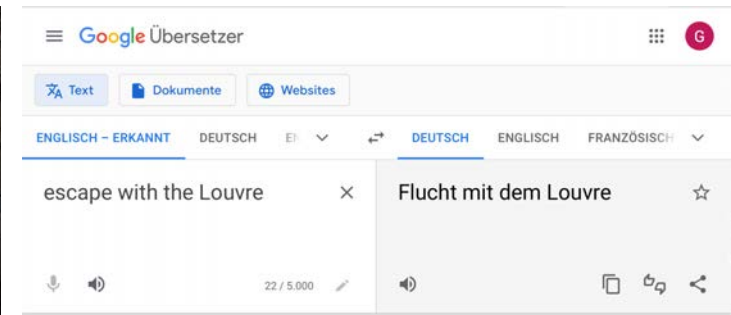 Google Übersetzer
G
Text Dokumente Websites
ENGLISCH – ERKANNT DEUTSCH DEUTSCH ENGLISCH FRANZÖSISCH
escape with the Louvre Flucht mit dem Louvre
22 / 5.000